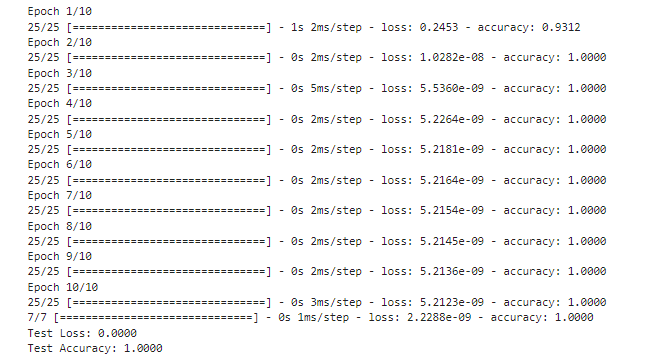 Epoch 1/10
25/25 [==============================] - 1s 2ms/step - loss: 0.2453 - accuracy: 0.9312
Epoch 2/10
25/25 [==============================] - 0s 2ms/step - loss: 1.0282e-08 - accuracy: 1.0000
Epoch 3/10
25/25 [==============================] - 0s 5ms/step - loss: 5.5360e-09 - accuracy: 1.0000
Epoch 4/10
25/25 [==============================] - 0s 2ms/step - loss: 5.2264e-09 - accuracy: 1.0000
Epoch 5/10
25/25 [==============================] - 0s 2ms/step - loss: 5.2181e-09 - accuracy: 1.0000
Epoch 6/10
25/25 [==============================] - 0s 2ms/step - loss: 5.2164e-09 - accuracy: 1.0000
Epoch 7/10
25/25 [==============================] - 0s 2ms/step - loss: 5.2154e-09 - accuracy: 1.0000
Epoch 8/10
25/25 [==============================] - 0s 2ms/step - loss: 5.2145e-09 - accuracy: 1.0000
Epoch 9/10
25/25 [==============================] - 0s 2ms/step - loss: 5.2136e-09 - accuracy: 1.0000
Epoch 10/10
25/25 [==============================] - 0s 3ms/step - loss: 5.2123e-09 - accuracy: 1.0000
7/7 [==============================] - 0s 1ms/step - loss: 2.2288e-09 - accuracy: 1.0000
Test Loss: 0.0000
Test Accuracy: 1.0000